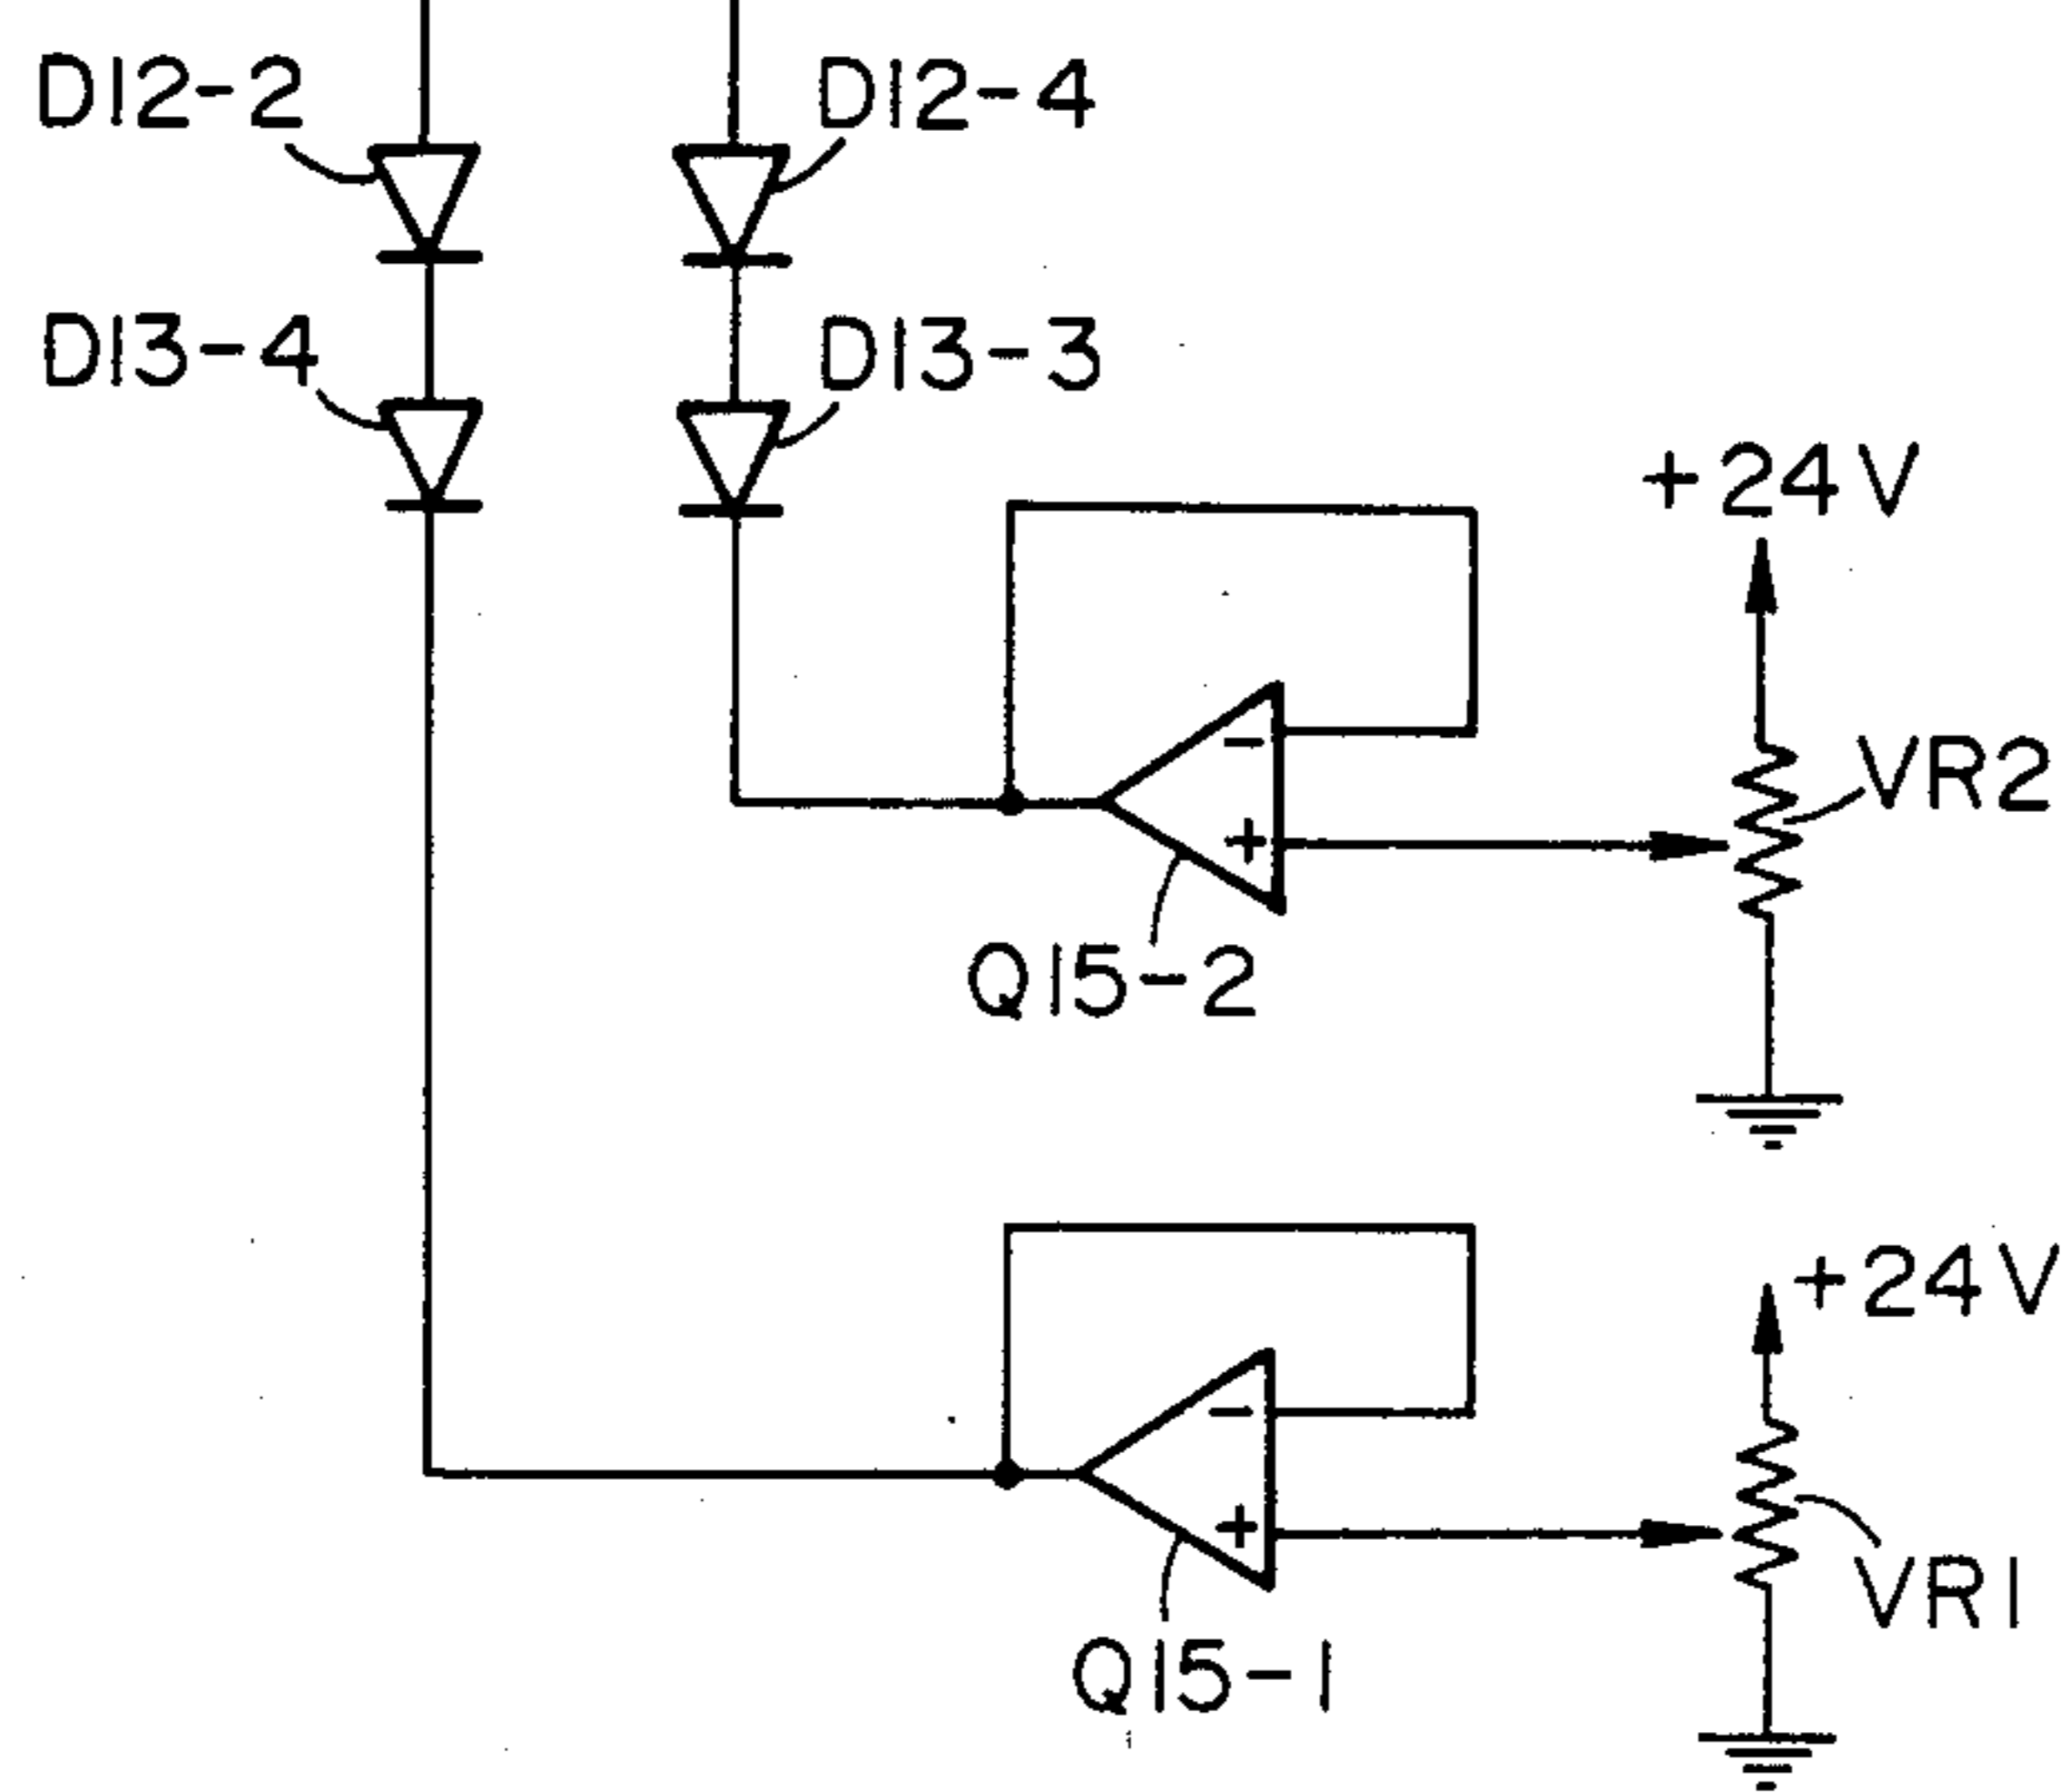 D12-2
D12-4
D13-4
D13-3
+24V
VR2
-
+
Q15-2
+24V
-
+
VR1
Q15-1